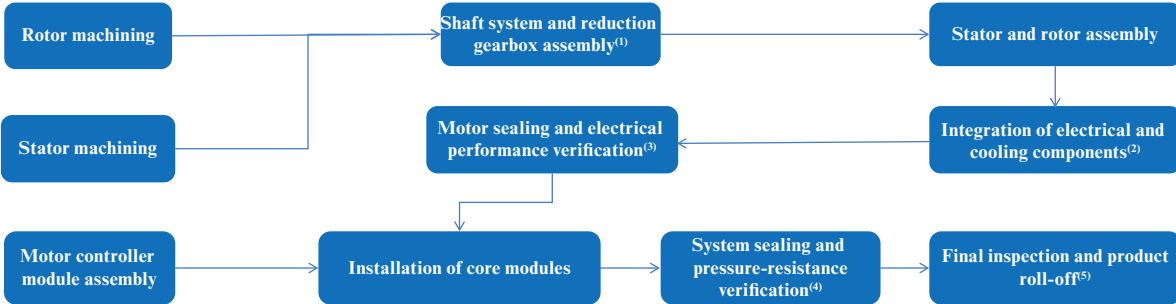 Rotor machining
Shaft system and reduction
gearbox assembly(1)
Stator and rotor assembly
Stator machining
Motor sealing and electrical
performance verification(3)
Integration of electrical and
cooling components(2)
Motor controller
module assembly
Installation of core modules
System sealing and
pressure-resistance
verification(4)
Final inspection and product
roll-off(5)